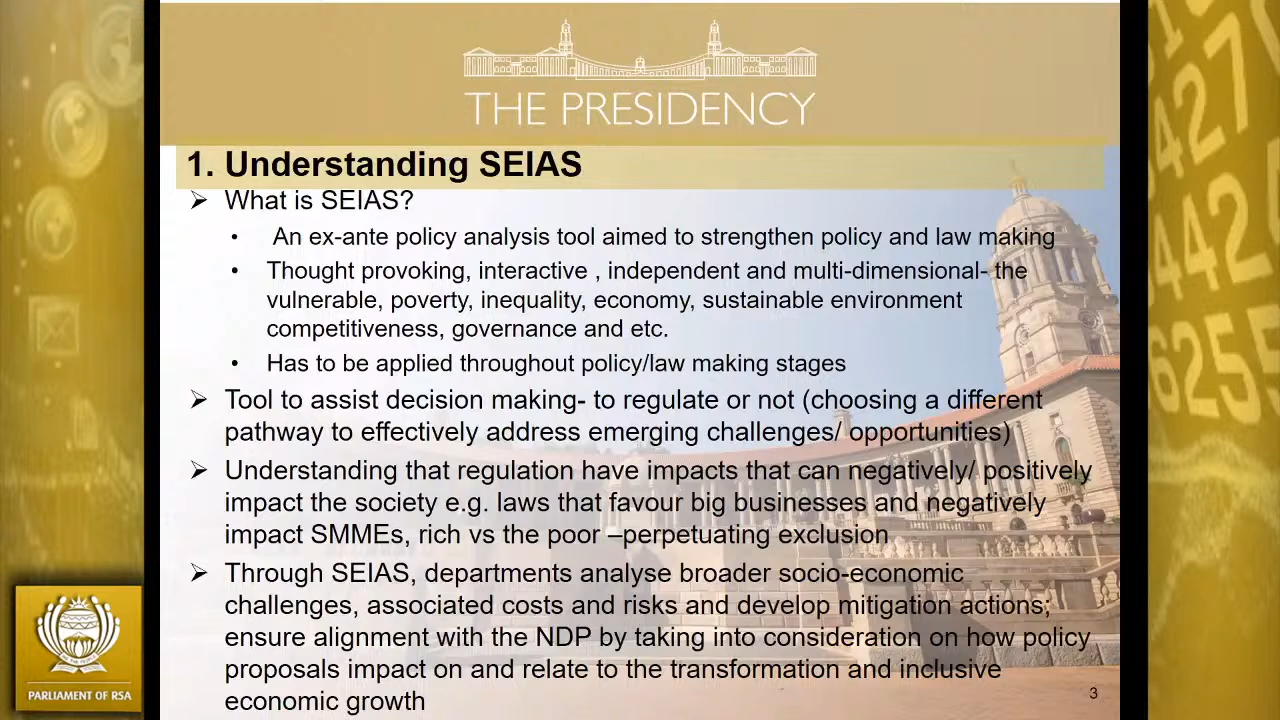 THE PRESIDENCY
1. Understanding SEIAS
➢ What is SEIAS?
• An ex-ante policy analysis tool aimed to strengthen policy and law making
• Thought provoking, interactive , independent and multi-dimensional- the
vulnerable, poverty, inequality, economy, sustainable environment
competitiveness, governance and etc.
• Has to be applied throughout policy/law making stages
➢ Tool to assist decision making- to regulate or not (choosing a different
pathway to effectively address emerging challenges/ opportunities)
➢ Understanding that regulation have impacts that can negatively/ positively
impact the society e.g. laws that favour big businesses and negatively
impact SMMEs, rich vs the poor –perpetuating exclusion
➢ Through SEIAS, departments analyse broader socio-economic
challenges, associated costs and risks and develop mitigation actions;
ensure alignment with the NDP by taking into consideration on how policy
proposals impact on and relate to the transformation and inclusive
economic growth
3
PARLIAMENT OF RSA
427
442
6255